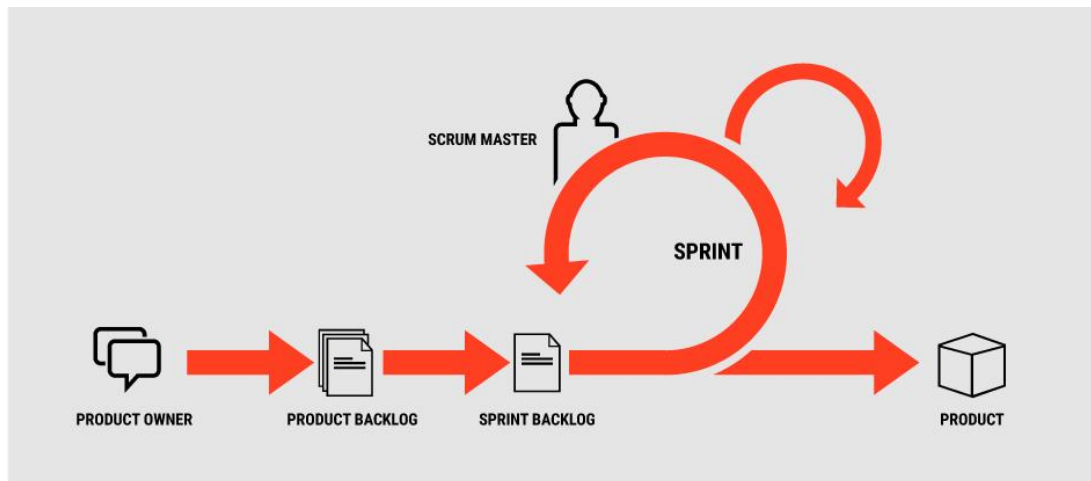 SCRUM MASTER
SPRINT
PRODUCT OWNER
PRODUCT BACKLOG
SPRINT BACKLOG
PRODUCT